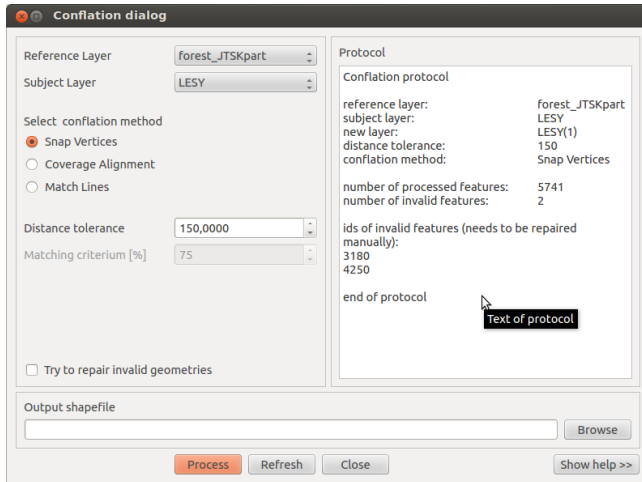 Conflation dialog
Reference Layer
forest_JTSKpart
Subject Layer
LESY
Select conflation method
Snap Vertices
Coverage Alignment
Match Lines
Distance tolerance
150,0000
Matching criterium [%]
75
Try to repair invalid geometries
Protocol
Conflation protocol
reference layer: forest_JTSKpart
subject layer: LESY
new layer: LESY(1)
distance tolerance: 150
conflation method: Snap Vertices
number of processed features: 5741
number of invalid features: 2
ids of invalid features (needs to be repaired
manually):
3180
4250
end of protocol
Text of protocol
Output shapefile
Browse
Process
Refresh
Close
Show help >>